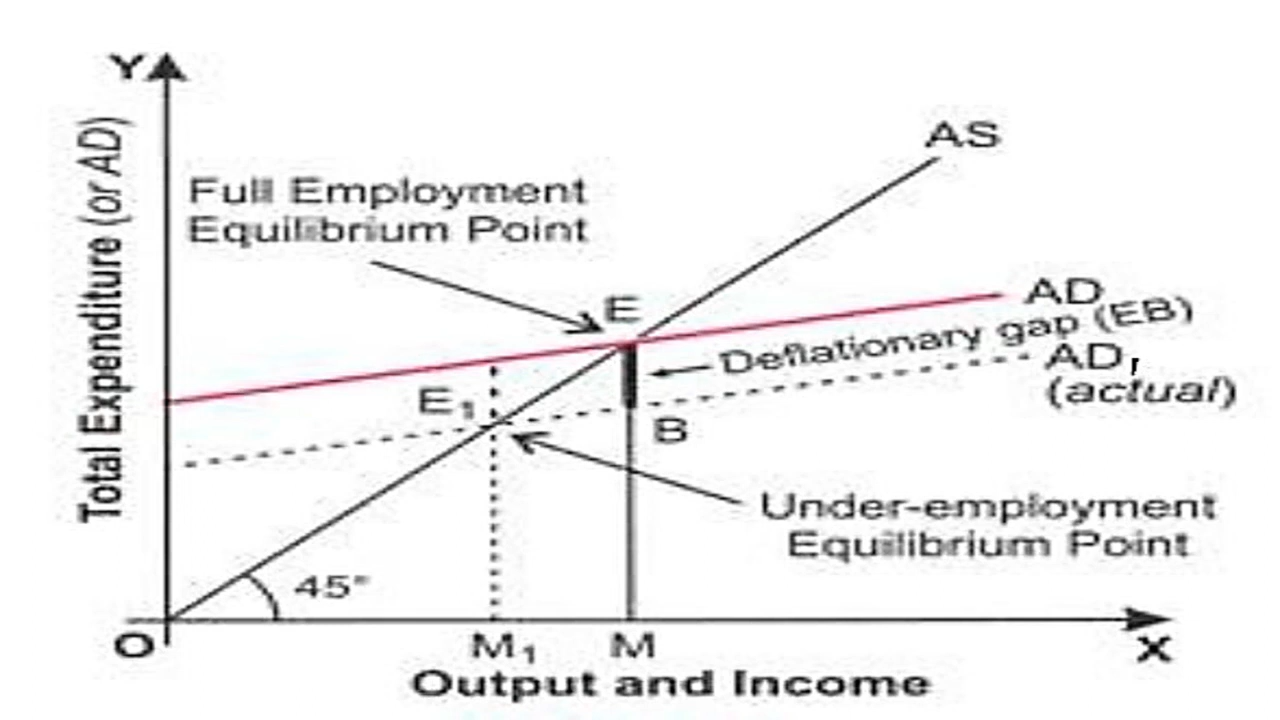 Y
Total Expenditure (or AD)
AS
Full Employment
Equilibrium Point
E
AD
Deflationary gap (EB)
AD,
(actual)
E₁
B
Under-employment
Equilibrium Point
45°
O
M₁
M
X
Output and Income